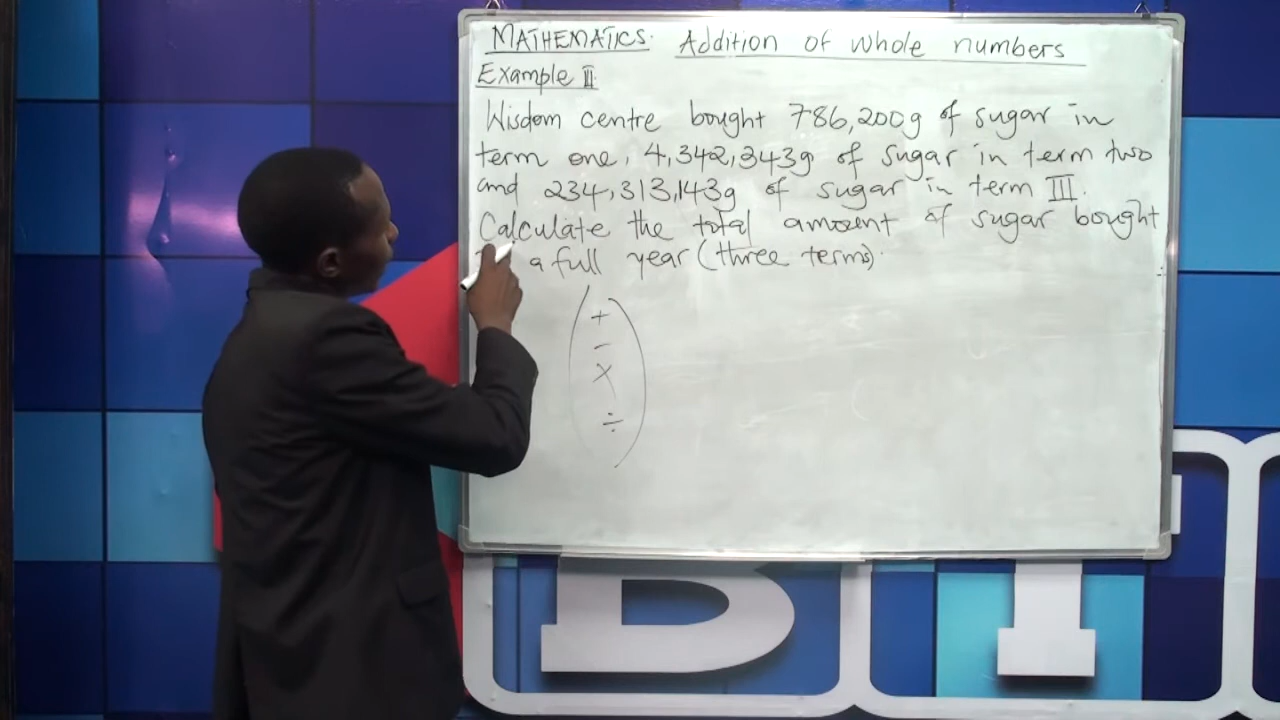 MATHEMATICS. Addition of whole numbers
Example II
Wisdom centre bought 786,200g of sugar in
term one, 4,342,343g of sugar in term two
and 234,313,143g of sugar in term III.
Calculate the total amount of sugar bought
a full year (three terms).
+
-
×
÷